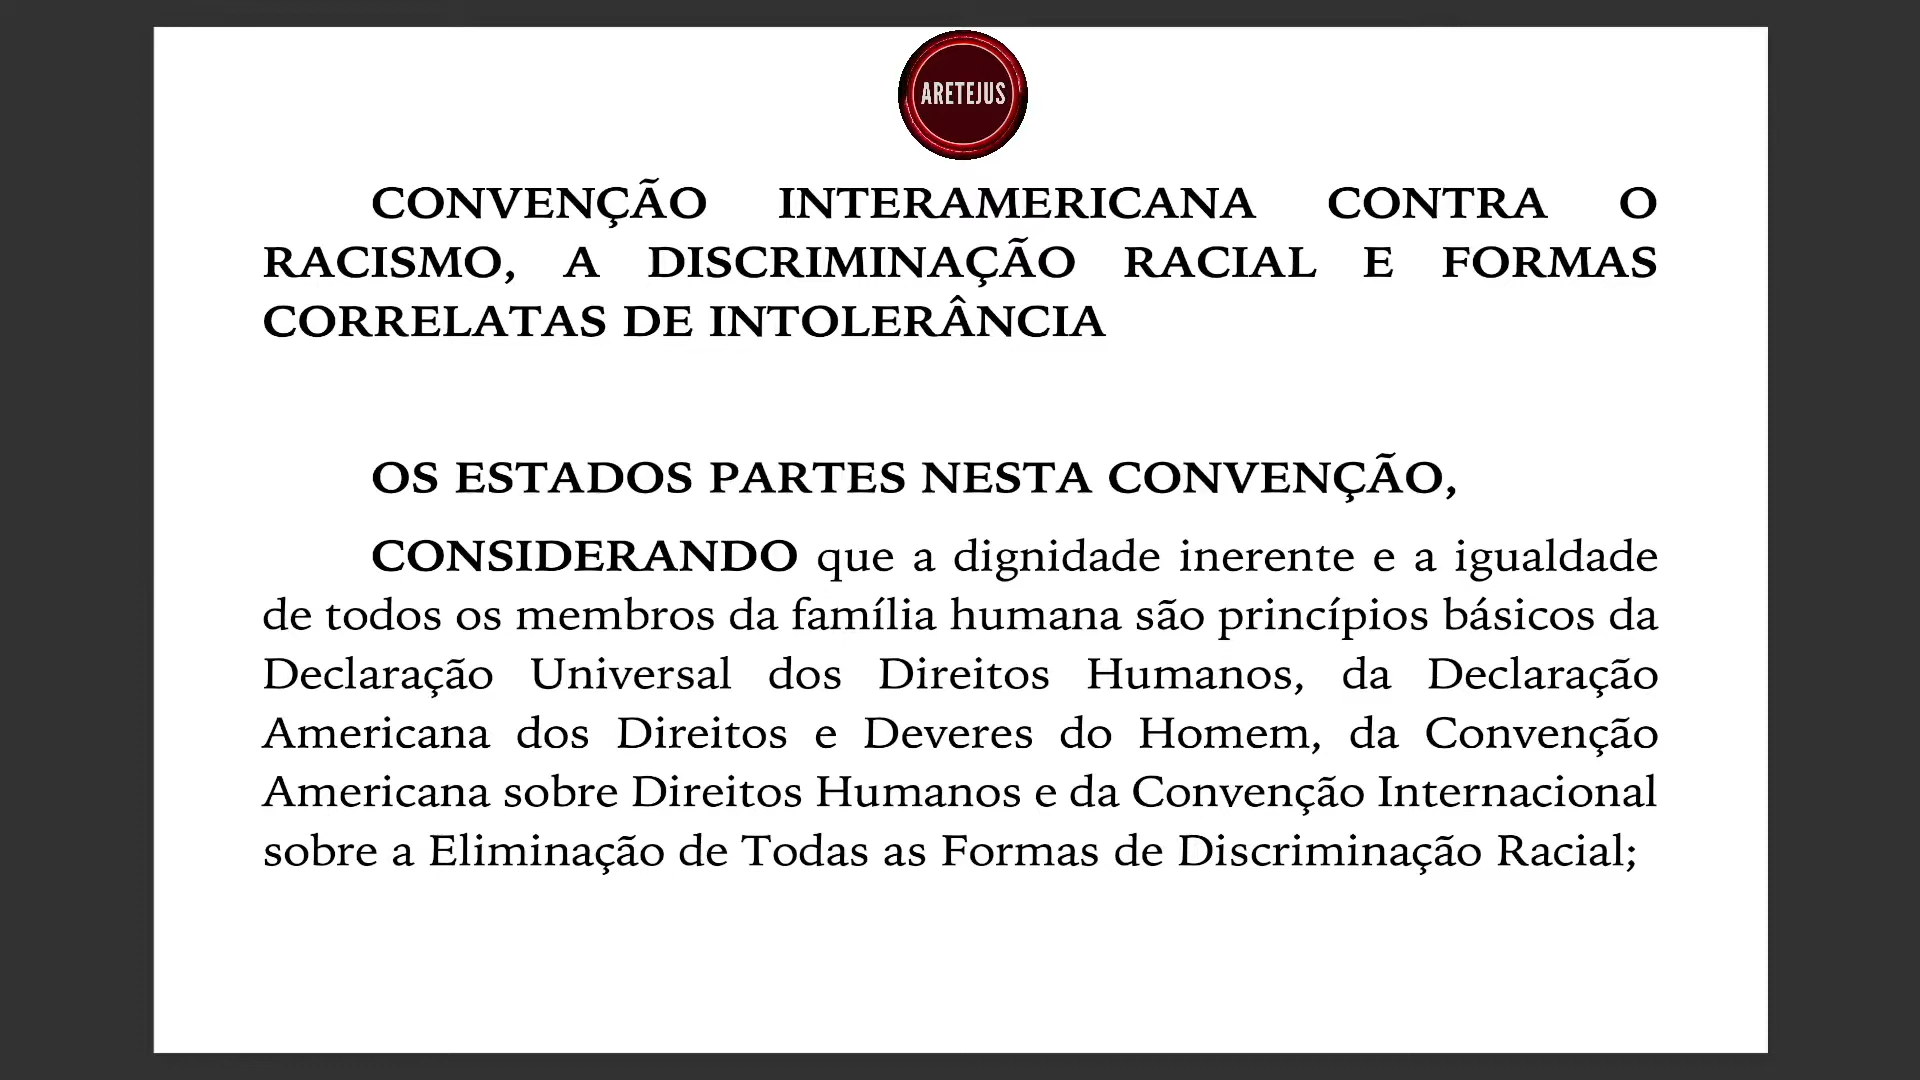 ARETEJUS
CONVENÇÃO INTERAMERICANA CONTRA O
RACISMO, A DISCRIMINAÇÃO RACIAL E FORMAS
CORRELATAS DE INTOLERÂNCIA
OS ESTADOS PARTES NESTA CONVENÇÃO,
CONSIDERANDO que a dignidade inerente e a igualdade
de todos os membros da família humana são princípios básicos da
Declaração Universal dos Direitos Humanos, da Declaração
Americana dos Direitos e Deveres do Homem, da Convenção
Americana sobre Direitos Humanos e da Convenção Internacional
sobre a Eliminação de Todas as Formas de Discriminação Racial;